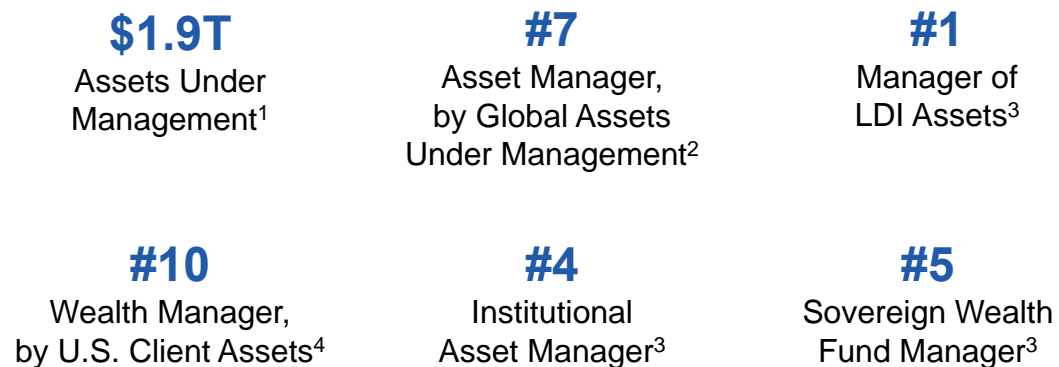 $1.9T
Assets Under
Management¹
#7
Asset Manager,
by Global Assets
Under Management²
#1
Manager of
LDI Assets³
#10
Wealth Manager,
by U.S. Client Assets⁴
#4
Institutional
Asset Manager³
#5
Sovereign Wealth
Fund Manager³